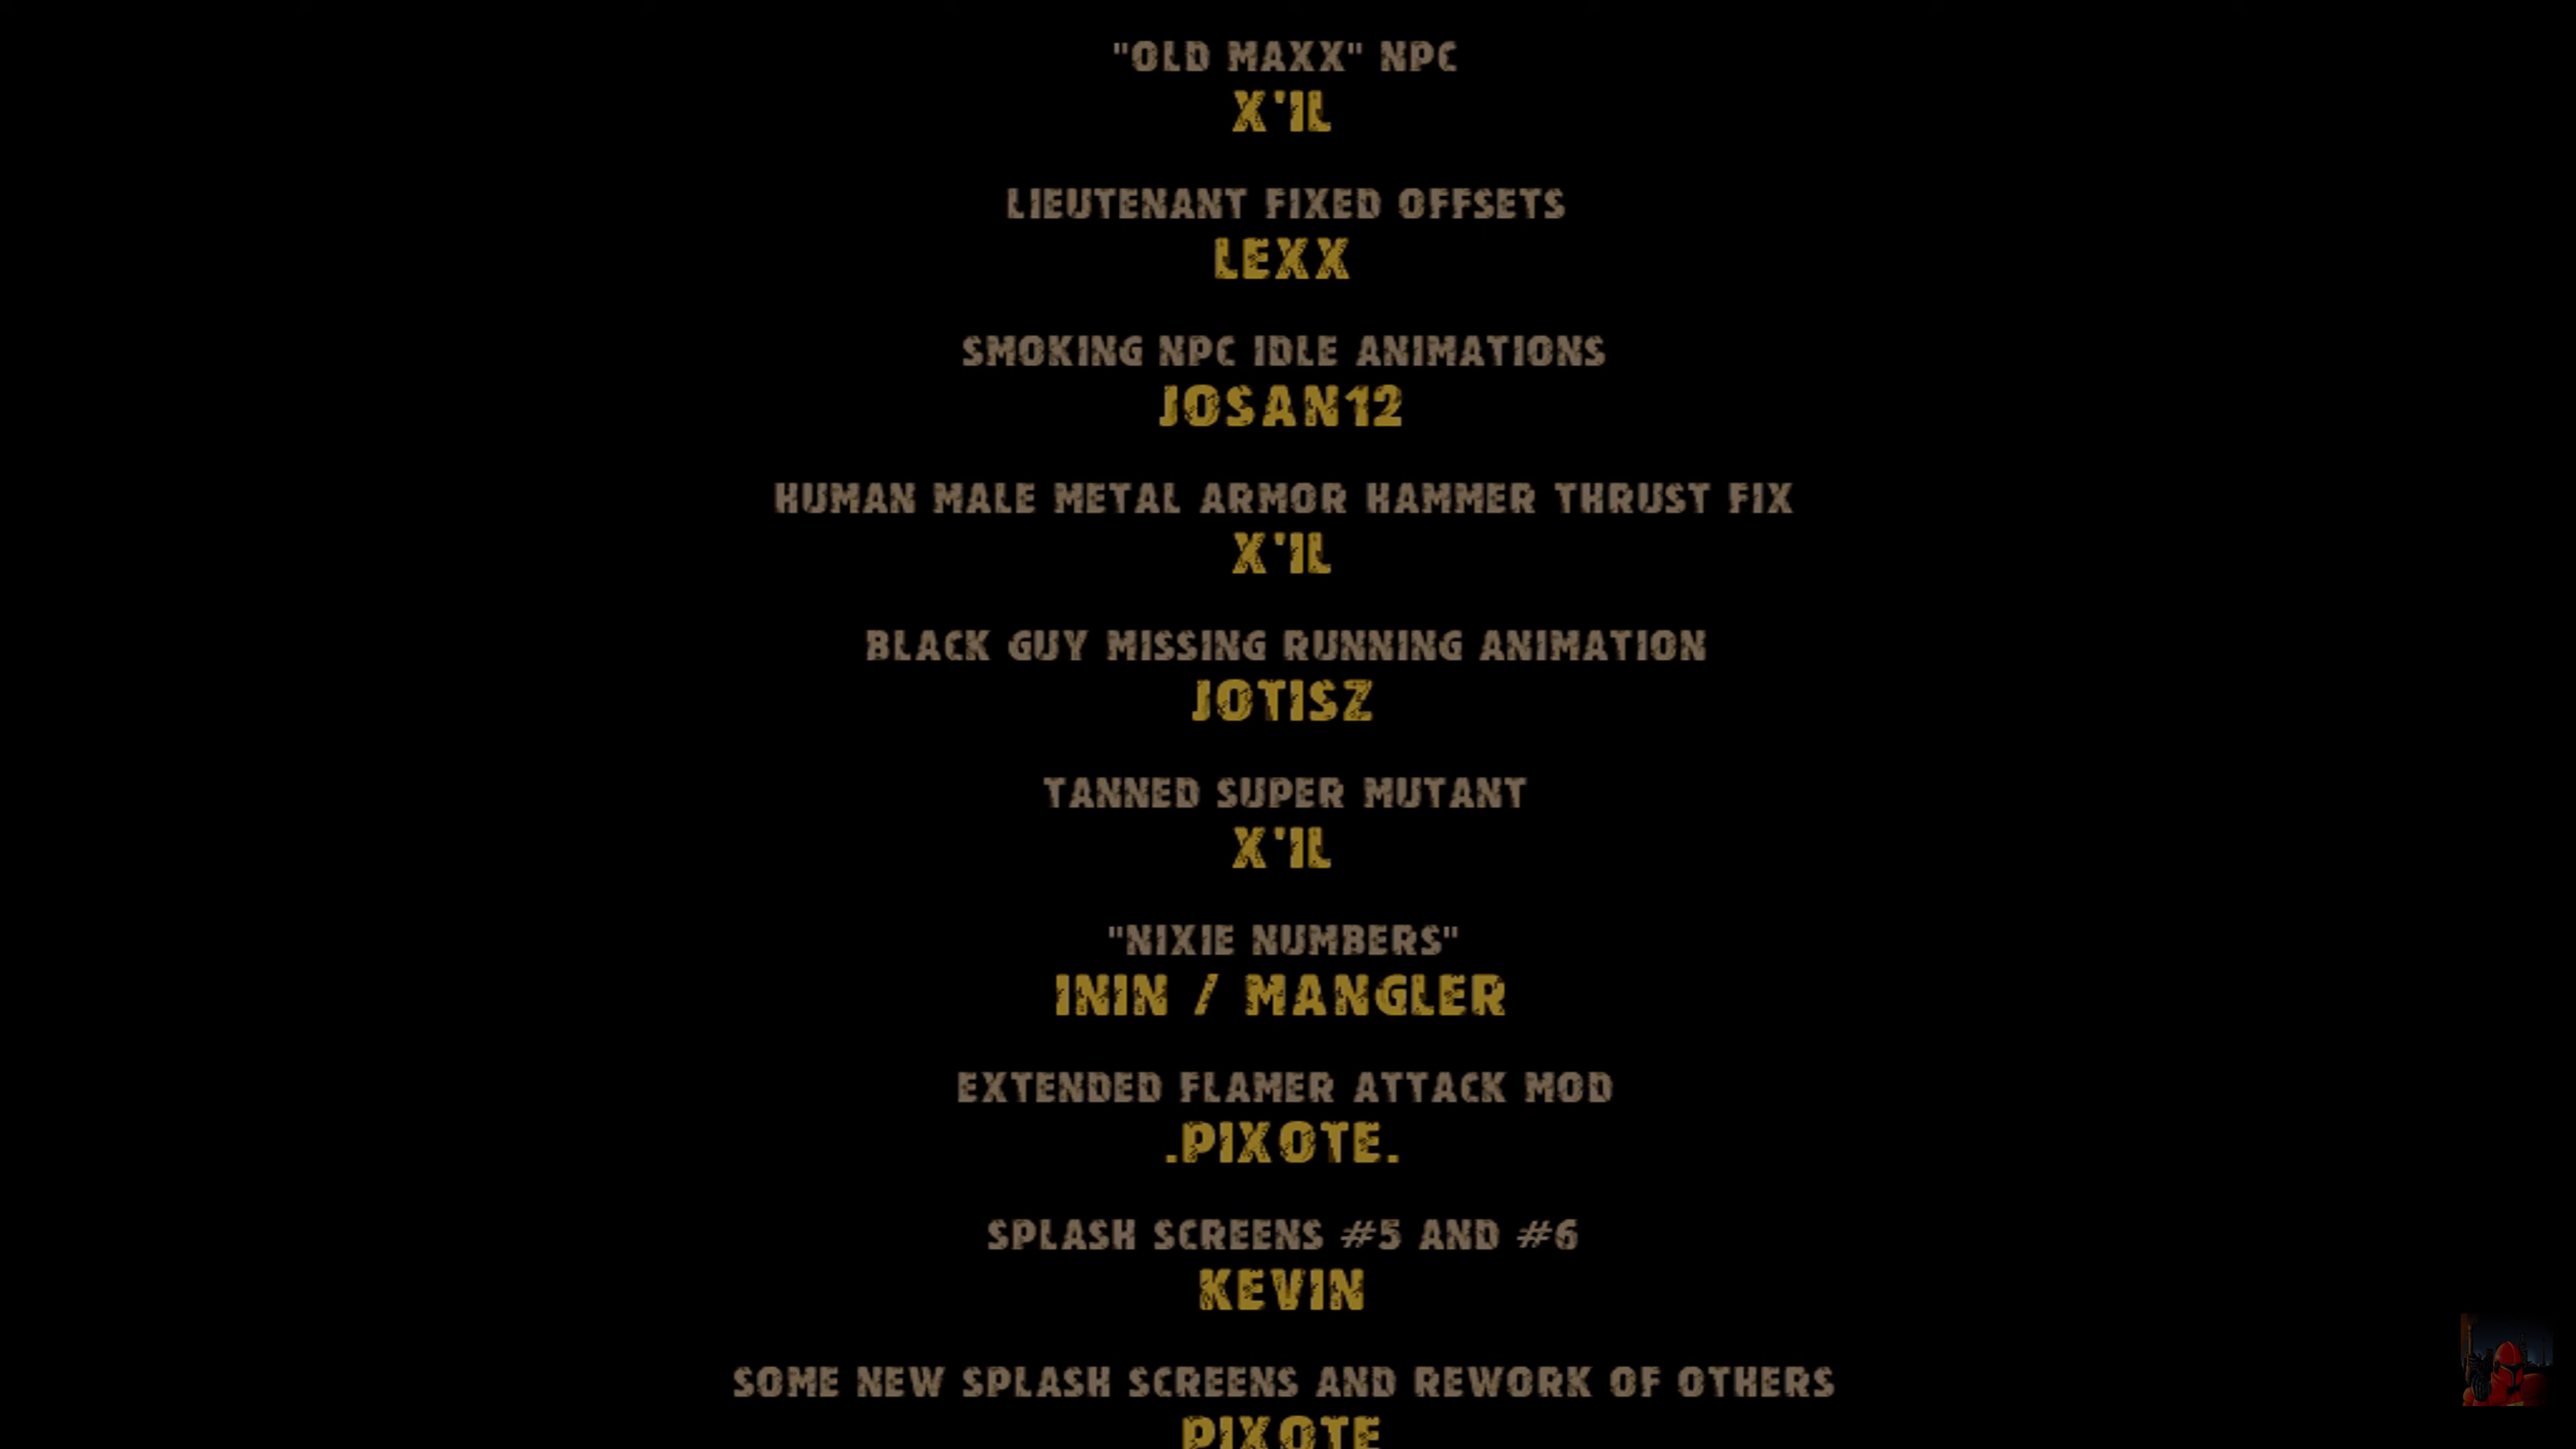 "OLD MAXX" NPC
X'IL
LIEUTENANT FIXED OFFSETS
LEXX
SMOKING NPC IDLE ANIMATIONS
JOSAN12
HUMAN MALE METAL ARMOR HAMMER THRUST FIX
X'IL
BLACK GUY MISSING RUNNING ANIMATION
JOTISZ
TANNED SUPER MUTANT
X'IL
"NIXIE NUMBERS"
ININ / MANGLER
EXTENDED FLAMER ATTACK MOD
.PIXOTE.
SPLASH SCREENS #5 AND #6
KEVIN
SOME NEW SPLASH SCREENS AND REWORK OF OTHERS
PIXOTE